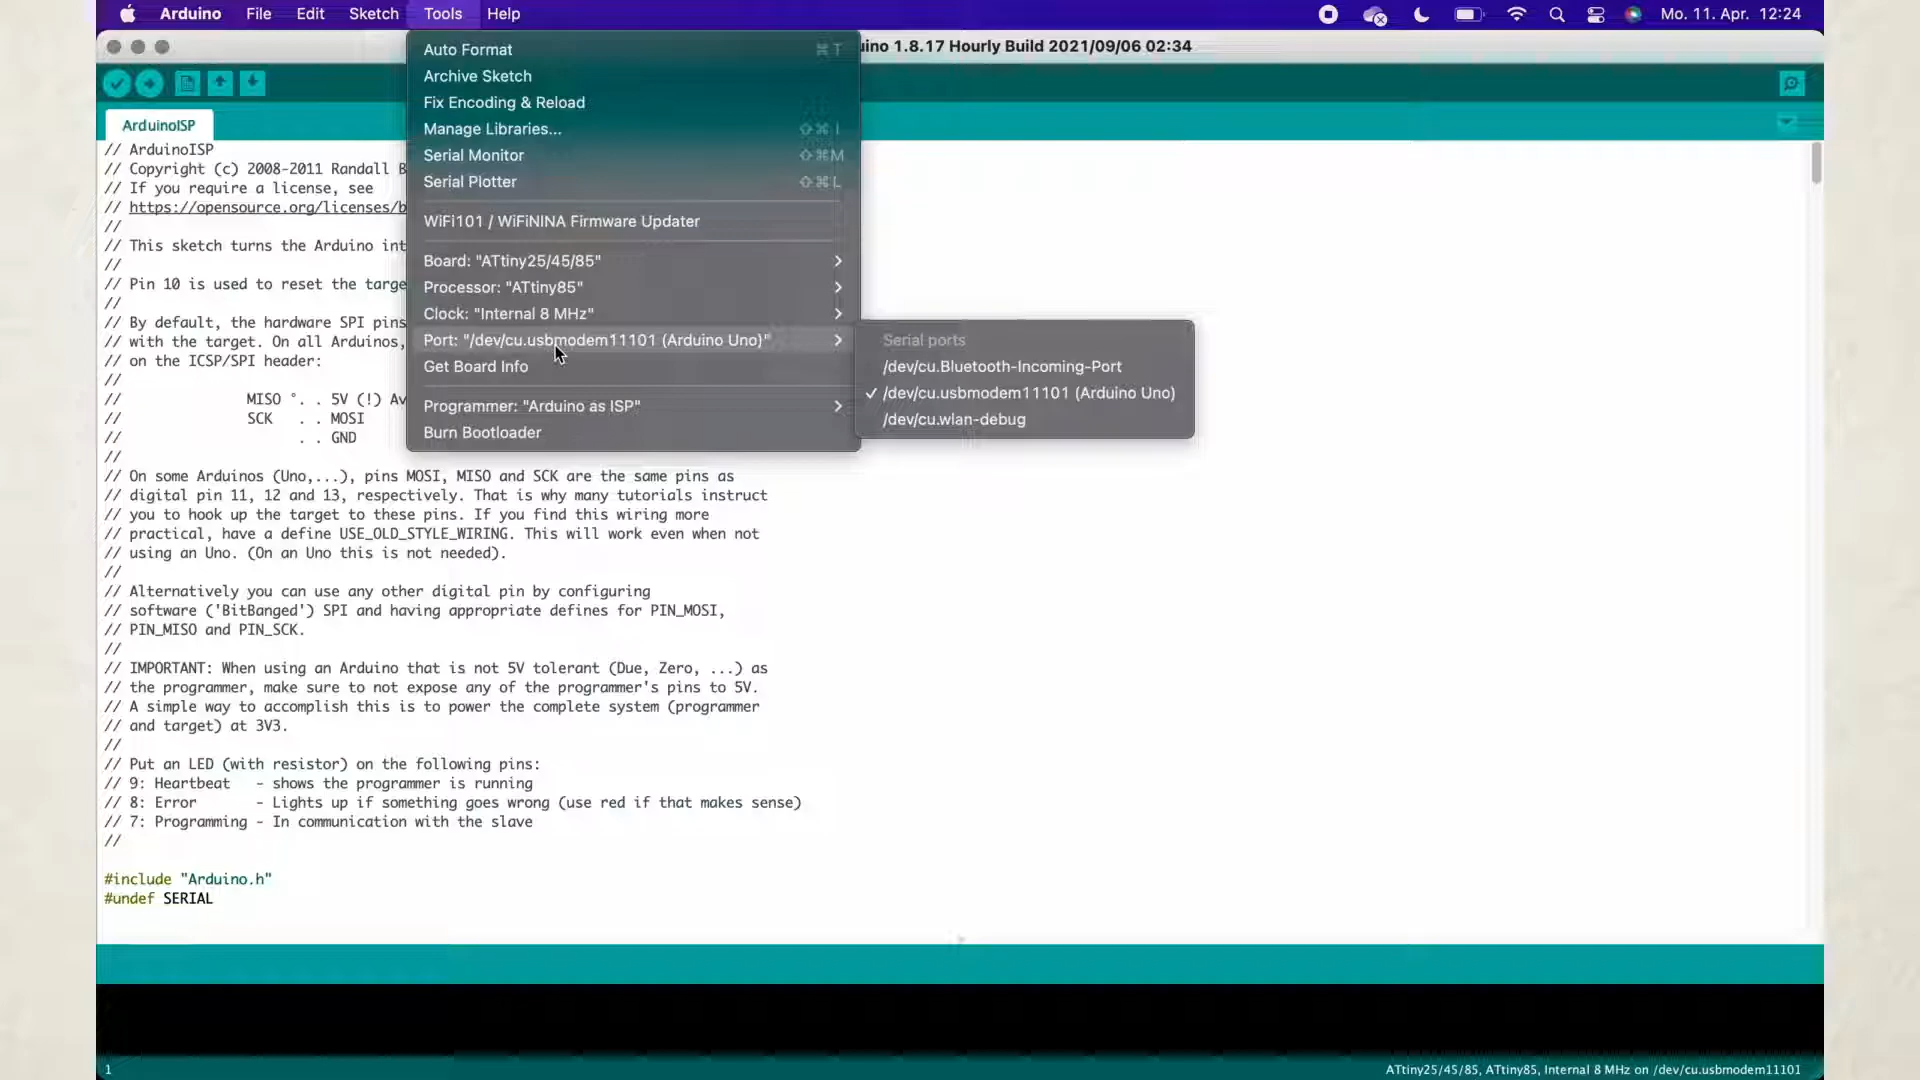 Arduino File Edit Sketch Tools Help Mo. 11. Apr. 12:24
ino 1.8.17 Hourly Build 2021/09/06 02:34
Auto Format ⌘ T
Archive Sketch
Fix Encoding & Reload
Manage Libraries... ⇧ ⌘ I
Serial Monitor ⇧ ⌘ M
Serial Plotter ⇧ ⌘ L
WiFi101 / WiFiNINA Firmware Updater
Board: "ATtiny25/45/85"
Processor: "ATtiny85"
Clock: "Internal 8 MHz"
Port: "/dev/cu.usbmodem11101 (Arduino Uno)"
Get Board Info
Programmer: "Arduino as ISP"
Burn Bootloader
Serial ports
/dev/cu.Bluetooth-Incoming-Port
✓ /dev/cu.usbmodem11101 (Arduino Uno)
/dev/cu.wlan-debug
ArduinoISP
// ArduinoISP
// Copyright (c) 2008-2011 Randall B
// If you require a license, see
// https://opensource.org/licenses/b
//
// This sketch turns the Arduino int
//
// Pin 10 is used to reset the targe
//
// By default, the hardware SPI pins
// with the target. On all Arduinos,
// on the ICSP/SPI header:
//
// MISO °. . 5V (!) Av
// SCK . . MOSI
// . . GND
//
// On some Arduinos (Uno,...), pins MOSI, MISO and SCK are the same pins as
// digital pin 11, 12 and 13, respectively. That is why many tutorials instruct
// you to hook up the target to these pins. If you find this wiring more
// practical, have a define USE_OLD_STYLE_WIRING. This will work even when not
// using an Uno. (On an Uno this is not needed).
//
// Alternatively you can use any other digital pin by configuring
// software ('BitBanged') SPI and having appropriate defines for PIN_MOSI,
// PIN_MISO and PIN_SCK.
//
// IMPORTANT: When using an Arduino that is not 5V tolerant (Due, Zero, ...) as
// the programmer, make sure to not expose any of the programmer's pins to 5V.
// A simple way to accomplish this is to power the complete system (programmer
// and target) at 3V3.
//
// Put an LED (with resistor) on the following pins:
// 9: Heartbeat - shows the programmer is running
// 8: Error - Lights up if something goes wrong (use red if that makes sense)
// 7: Programming - In communication with the slave
//
#include "Arduino.h"
#undef SERIAL
1 ATtiny25/45/85, ATtiny85, Internal 8 MHz on /dev/cu.usbmodem11101